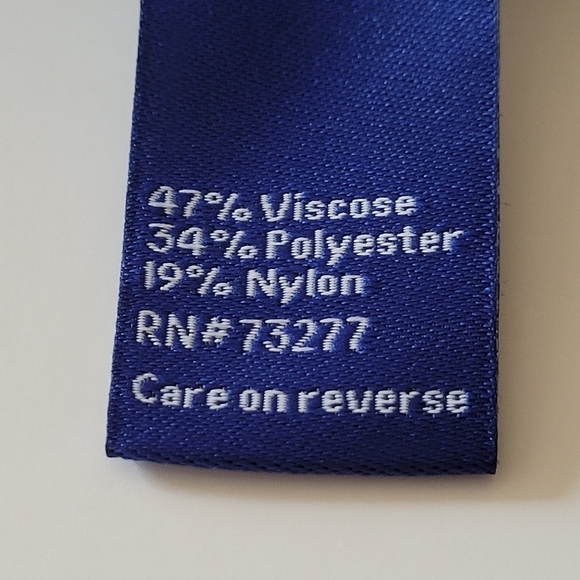 47% Viscose
34% Polyester
19% Nylon
RN# 73277
Care on reverse